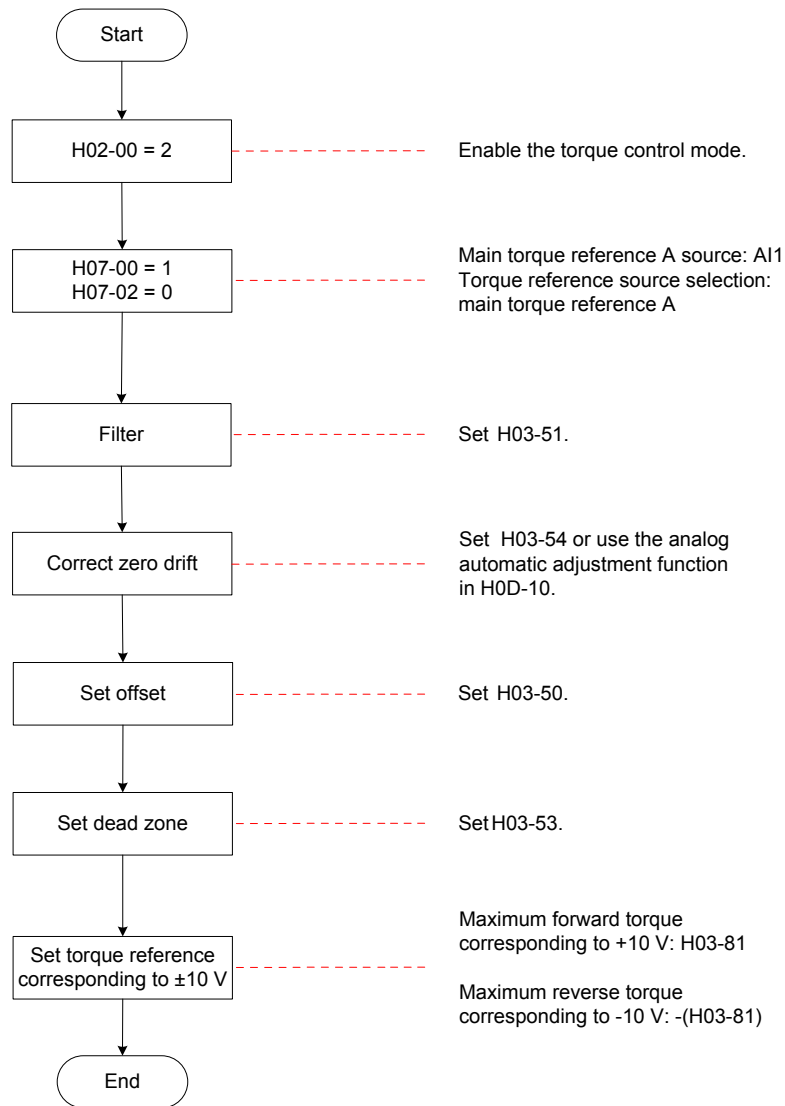 Start
H02-00 = 2
Enable the torque control mode.
H07-00 = 1
H07-02 = 0
Main torque reference A source: AI1
Torque reference source selection:
main torque reference A
Filter
Set H03-51.
Correct zero drift
Set H03-54 or use the analog
automatic adjustment function
in H0D-10.
Set offset
Set H03-50.
Set dead zone
SetH03-53.
Set torque reference
corresponding to ±10 V
Maximum forward torque
corresponding to +10 V: H03-81
Maximum reverse torque
corresponding to -10 V: -(H03-81)
End